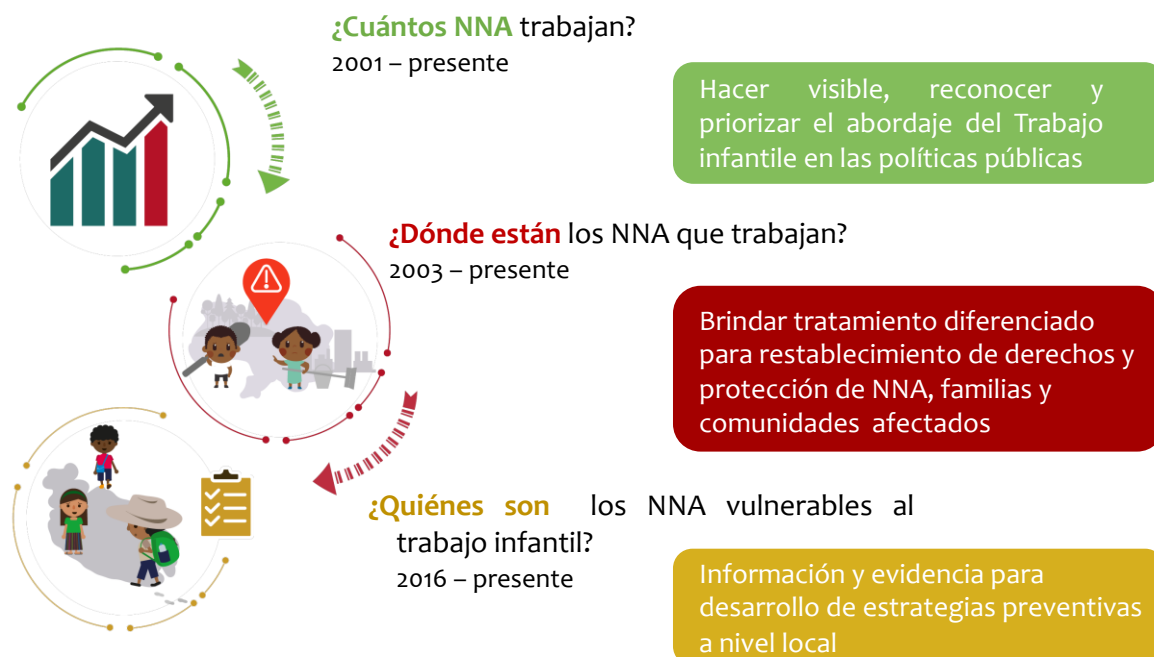 ¿Cuántos NNA trabajan?
2001 – presente
Hacer visible, reconocer y
priorizar el abordaje del Trabajo
infantile en las políticas públicas
¿Dónde están los NNA que trabajan?
2003 – presente
Brindar tratamiento diferenciado
para restablecimiento de derechos y
protección de NNA, familias y
comunidades afectados
¿Quiénes son los NNA vulnerables al
trabajo infantil?
2016 – presente
Información y evidencia para
desarrollo de estrategias preventivas
a nivel local